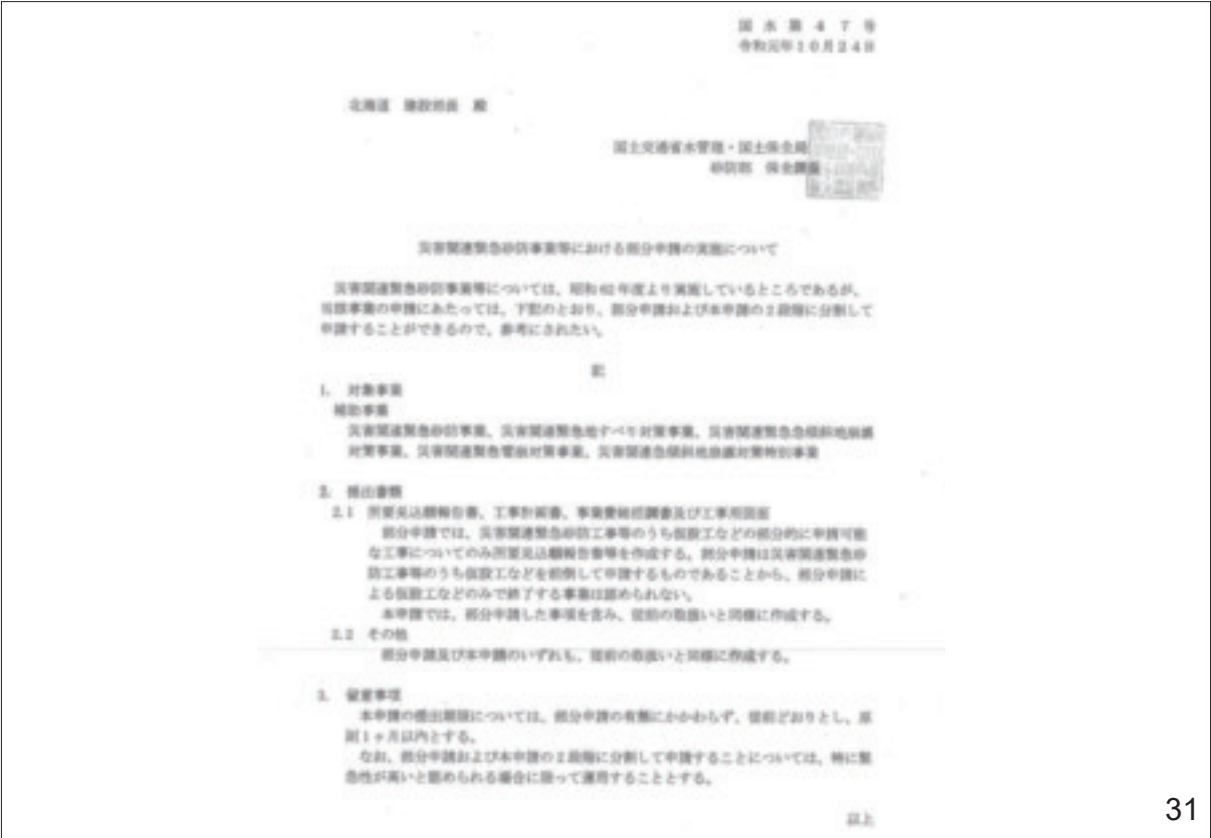 国水第47号
令和元年10月24日
北海道 建設部長 殿
国土交通省水管理・国土保全局
砂防部 保全課長
災害関連緊急砂防事業等における部分申請の実施について
災害関連緊急砂防事業等については、昭和62年度より実施しているところであるが、
当該事業の申請にあたっては、下記のとおり、部分申請および本申請の2段階に分割して
申請することができるので、参考にされたい。
記
1. 対象事業
補助事業
災害関連緊急砂防事業、災害関連緊急地すべり対策事業、災害関連緊急急傾斜地崩壊
対策事業、災害関連緊急雪崩対策事業、災害関連急傾斜地崩壊対策特別事業
2. 提出書類
2.1 所要見込額報告書、工事計画書、事業費総括調書及び工事用図面
部分申請では、災害関連緊急砂防工事等のうち仮設工などの部分的に申請可能
な工事についてのみ所要見込額報告書等を作成する。部分申請は災害関連緊急砂
防工事等のうち仮設工などを前倒して申請するものであることから、部分申請に
よる仮設工などのみで終了する事業は認められない。
本申請では、部分申請した事項を含み、従前の取扱いと同様に作成する。
2.2 その他
部分申請及び本申請のいずれも、従前の取扱いと同様に作成する。
3. 留意事項
本申請の提出期限については、部分申請の有無にかかわらず、従前どおりとし、原
則1ヶ月以内とする。
なお、部分申請および本申請の2段階に分割して申請することについては、特に緊
急性が高いと認められる場合に限って運用することとする。
以上
31